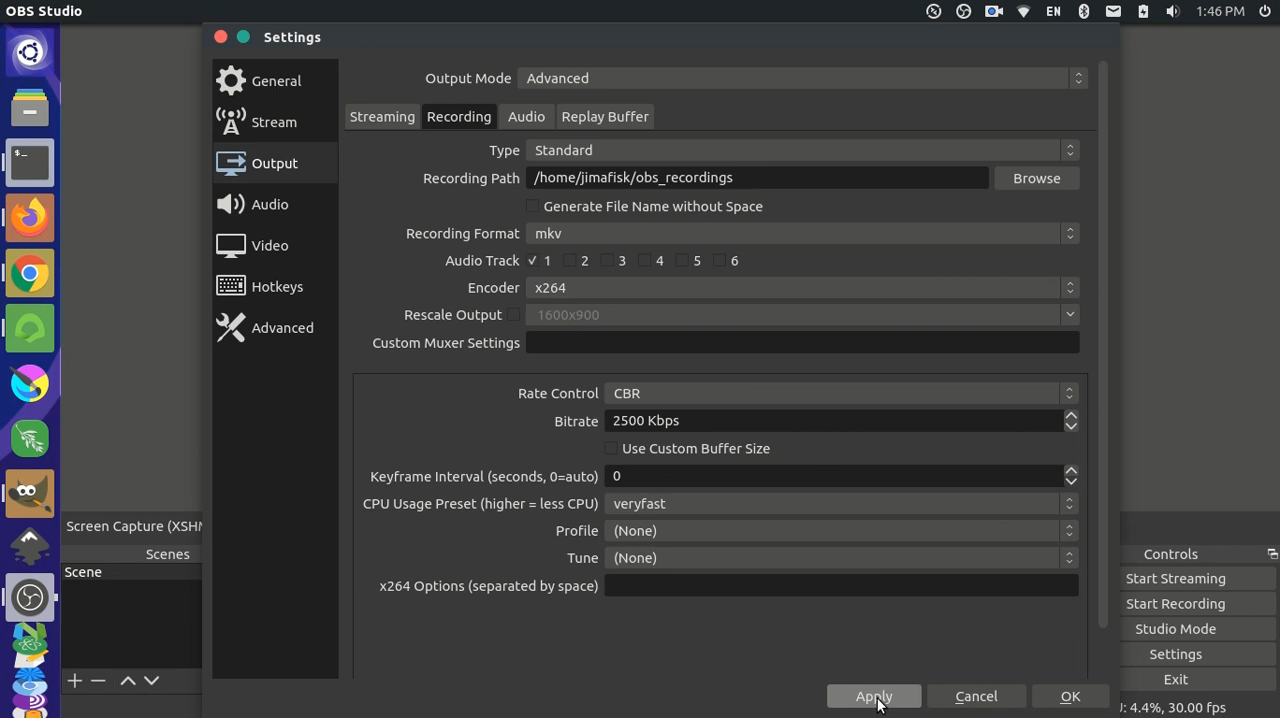 OBS Studio
EN
1:46 PM
Settings
General
Stream
Output
Audio
Video
Hotkeys
Advanced
Output Mode Advanced
Streaming Recording Audio Replay Buffer
Type Standard
Recording Path /home/jimafisk/obs_recordings Browse
Generate File Name without Space
Recording Format mkv
Audio Track 1 2 3 4 5 6
Encoder x264
Rescale Output 1600x900
Custom Muxer Settings
Rate Control CBR
Bitrate 2500 Kbps
Use Custom Buffer Size
Keyframe Interval (seconds, 0=auto) 0
CPU Usage Preset (higher = less CPU) veryfast
Profile (None)
Tune (None)
x264 Options (separated by space)
Apply Cancel OK
Screen Capture (XSHM
Scenes
Scene
Controls
Start Streaming
Start Recording
Studio Mode
Settings
Exit
: 4.4%, 30.00 fps